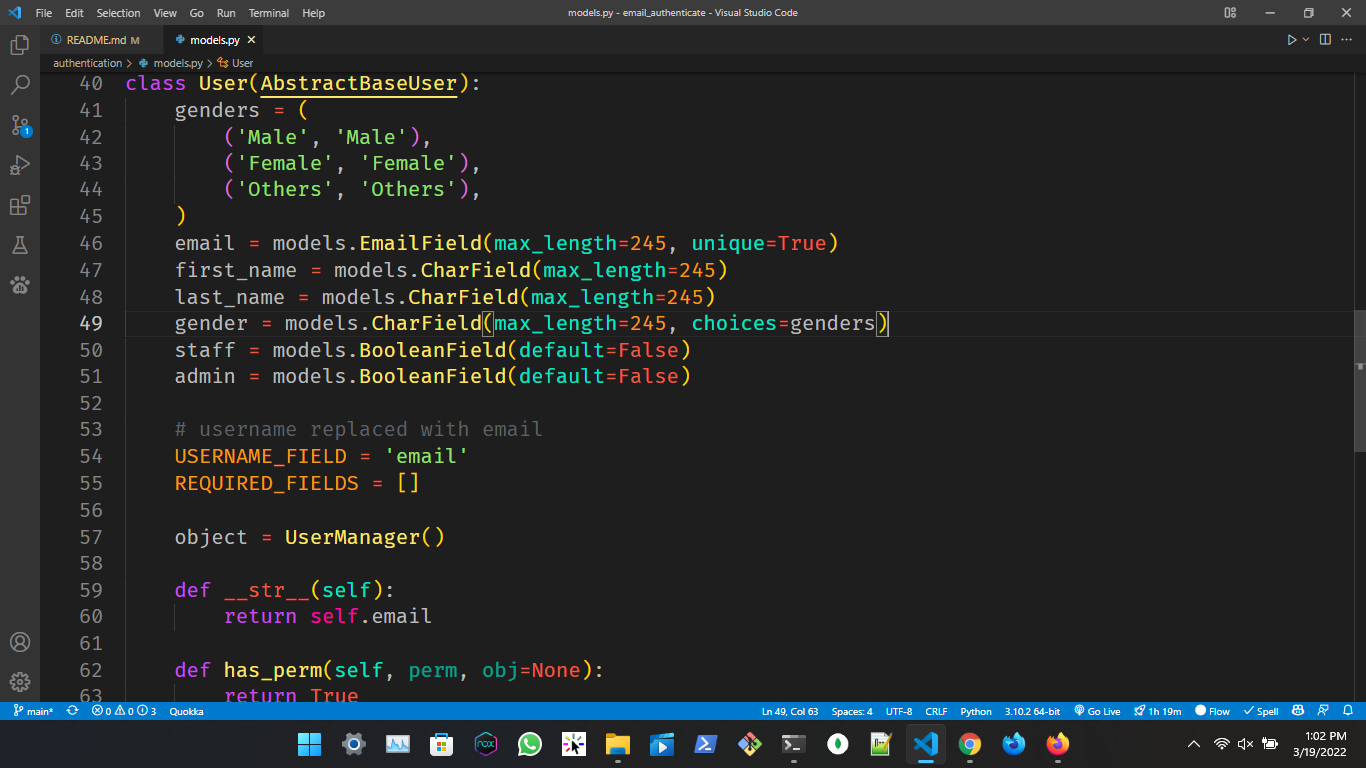 File Edit Selection View Go Run Terminal Help models.py - email_authenticate - Visual Studio Code
README.md M models.py
authentication > models.py > User
40 class User(AbstractBaseUser):
41     genders = (
42         ('Male', 'Male'),
43         ('Female', 'Female'),
44         ('Others', 'Others'),
45     )
46     email = models.EmailField(max_length=245, unique=True)
47     first_name = models.CharField(max_length=245)
48     last_name = models.CharField(max_length=245)
49     gender = models.CharField(max_length=245, choices=genders)
50     staff = models.BooleanField(default=False)
51     admin = models.BooleanField(default=False)
52
53     # username replaced with email
54     USERNAME_FIELD = 'email'
55     REQUIRED_FIELDS = []
56
57     object = UserManager()
58
59     def __str__(self):
60         return self.email
61
62     def has_perm(self, perm, obj=None):
63         return True
1
main* 0 0 3 Quokka Ln 49, Col 63 Spaces: 4 UTF-8 CRLF Python 3.10.2 64-bit Go Live 1h 19m Flow Spell
nox
1:02 PM
3/19/2022